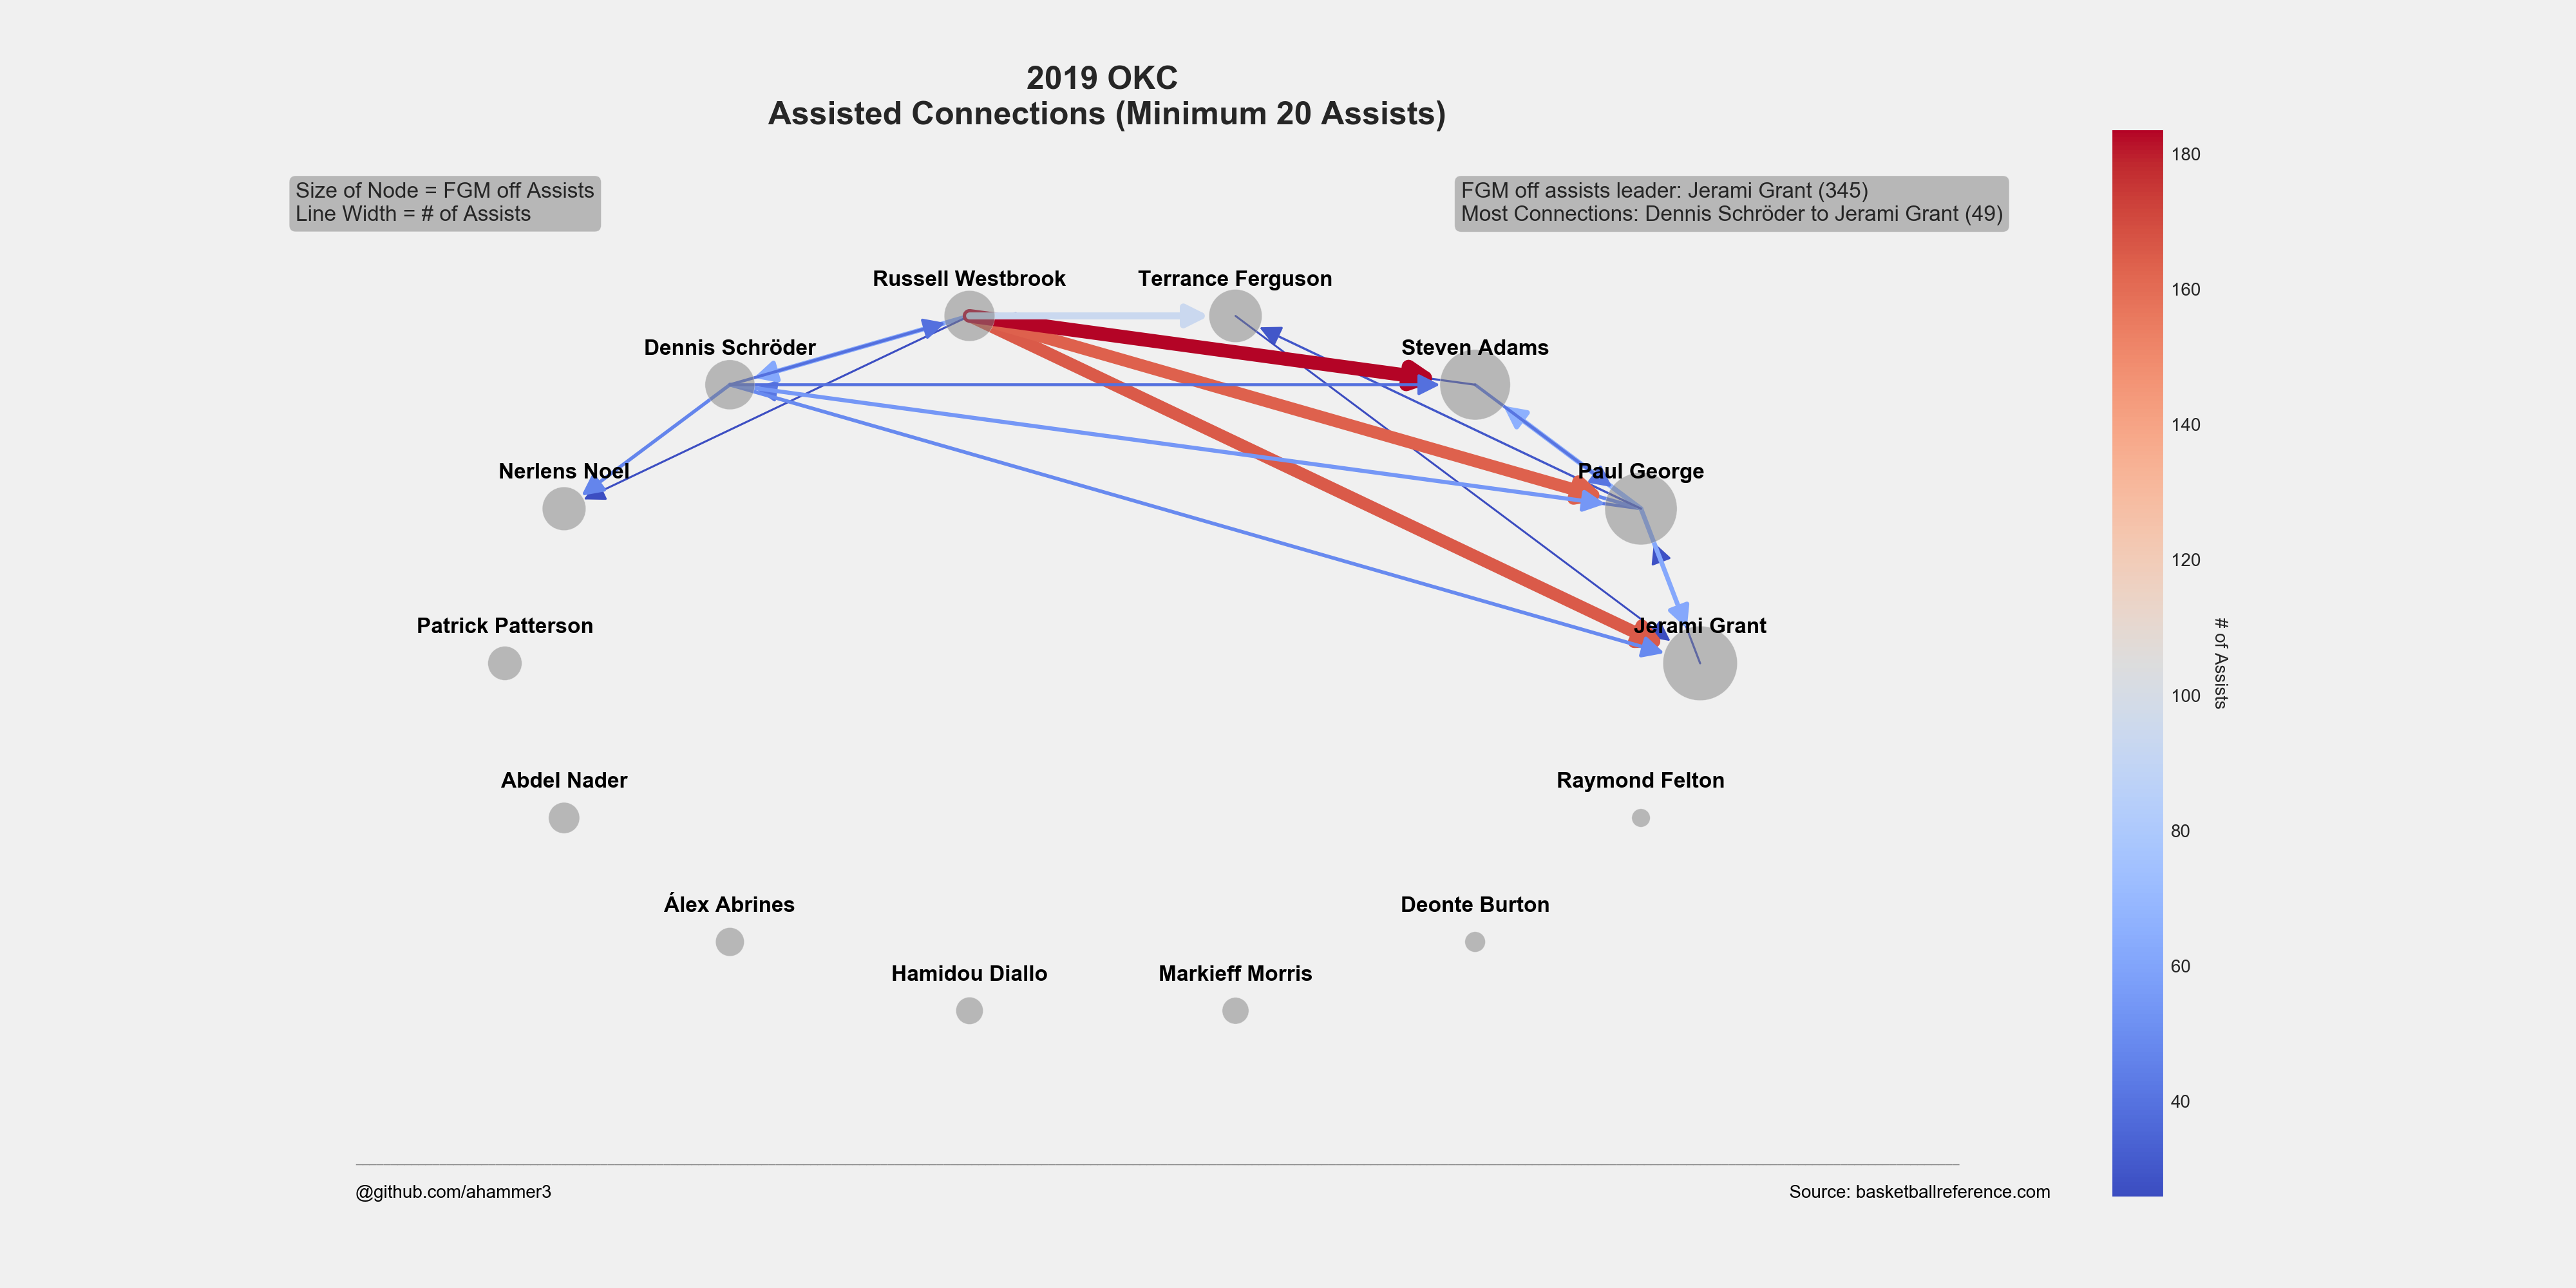 2019 OKC
Assisted Connections (Minimum 20 Assists)
Size of Node = FGM off Assists
Line Width = # of Assists
FGM off assists leader: Jerami Grant (345)
Most Connections: Dennis Schröder to Jerami Grant (49)
Russell Westbrook
Terrance Ferguson
Dennis Schröder
Steven Adams
Nerlens Noel
Paul George
Patrick Patterson
Jerami Grant
Abdel Nader
Raymond Felton
Álex Abrines
Deonte Burton
Hamidou Diallo
Markieff Morris
180
160
140
120
100
80
60
40
# of Assists
@github.com/ahammer3
Source: basketballreference.com